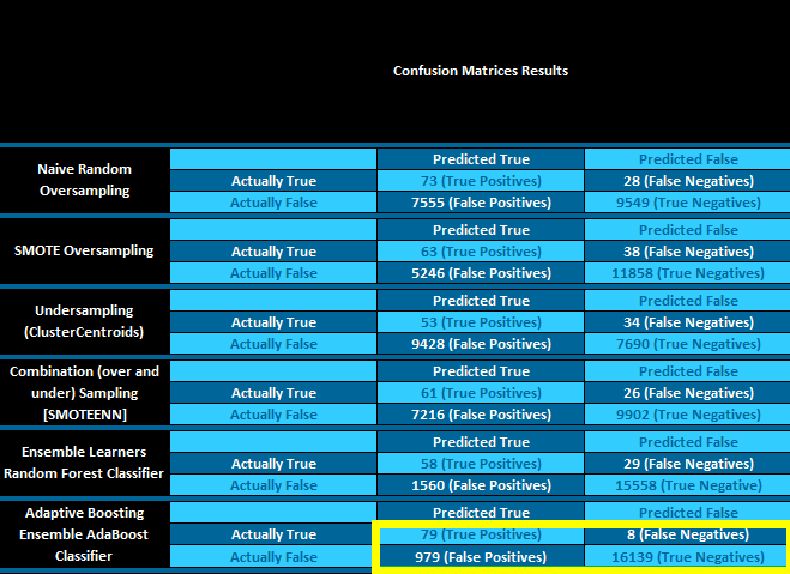 Confusion Matrices Results
Naive Random
Oversampling
Predicted True Predicted False
Actually True 73 (True Positives) 28 (False Negatives)
Actually False 7555 (False Positives) 9549 (True Negatives)
SMOTE Oversampling
Predicted True Predicted False
Actually True 63 (True Positives) 38 (False Negatives)
Actually False 5246 (False Positives) 11858 (True Negatives)
Undersampling
(ClusterCentroids)
Predicted True Predicted False
Actually True 53 (True Positives) 34 (False Negatives)
Actually False 9428 (False Positives) 7690 (True Negatives)
Combination (over and
under) Sampling
[SMOTEENN]
Predicted True Predicted False
Actually True 61 (True Positives) 26 (False Negatives)
Actually False 7216 (False Positives) 9902 (True Negatives)
Ensemble Learners
Random Forest Classifier
Predicted True Predicted False
Actually True 58 (True Positives) 29 (False Negatives)
Actually False 1560 (False Positives) 15558 (True Negative)
Adaptive Boosting
Ensemble AdaBoost
Classifier
Predicted True Predicted False
Actually True 79 (True Positives) 8 (False Negatives)
Actually False 979 (False Positives) 16139 (True Negatives)